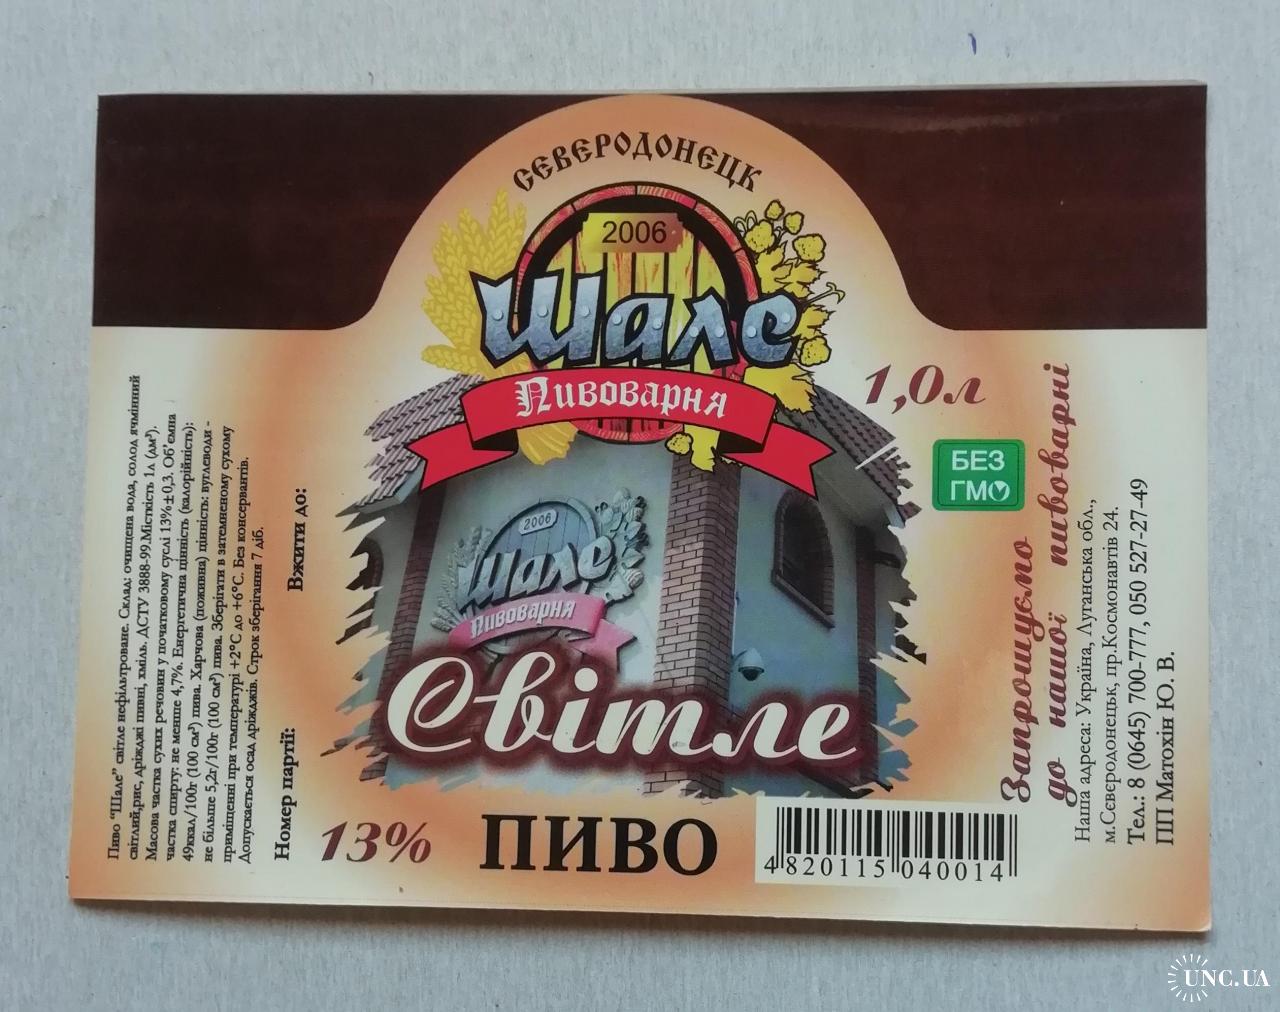 СЄВЕРОДОНЕЦК
2006
Шале
Пивоварня
1,0л
БЕЗ
ГМО
2006
Шале
Пивоварня
Світле
13%
ПИВО
4820115040014
Пиво "Шале" світле нефільтроване. Склад: очищена вода, солод ячмінний
світлий,рис, дріжджі пивні, хміль. ДСТУ 3888-99.Місткість 1л (дм³).
Масова частка сухих речовин у початковому суслі 13%±0,3. Об'ємна
частка спирту: не менше 4,7%. Енергетична цінність (калорійність):
49ккал/100г (100 см³) пива. Харчова (поживна) цінність: вуглеводи -
не більше 5,2г/100г (100 см³) пива. Зберігати в затемненому сухому
приміщенні при температурі +2°С до +6°С. Без консервантів.
Допускається осад дріжджів. Строк зберігання 7 діб.
Номер партії: Вжити до:
Запрошуємо
до нашої пивоварні
Наша адреса: Україна, Луганська обл.,
м.Сєвєродонецьк, пр.Космонавтів 24.
Тел.: 8 (0645) 700-777, 050 527-27-49
ПП Матохін Ю. В.
UNC.UA